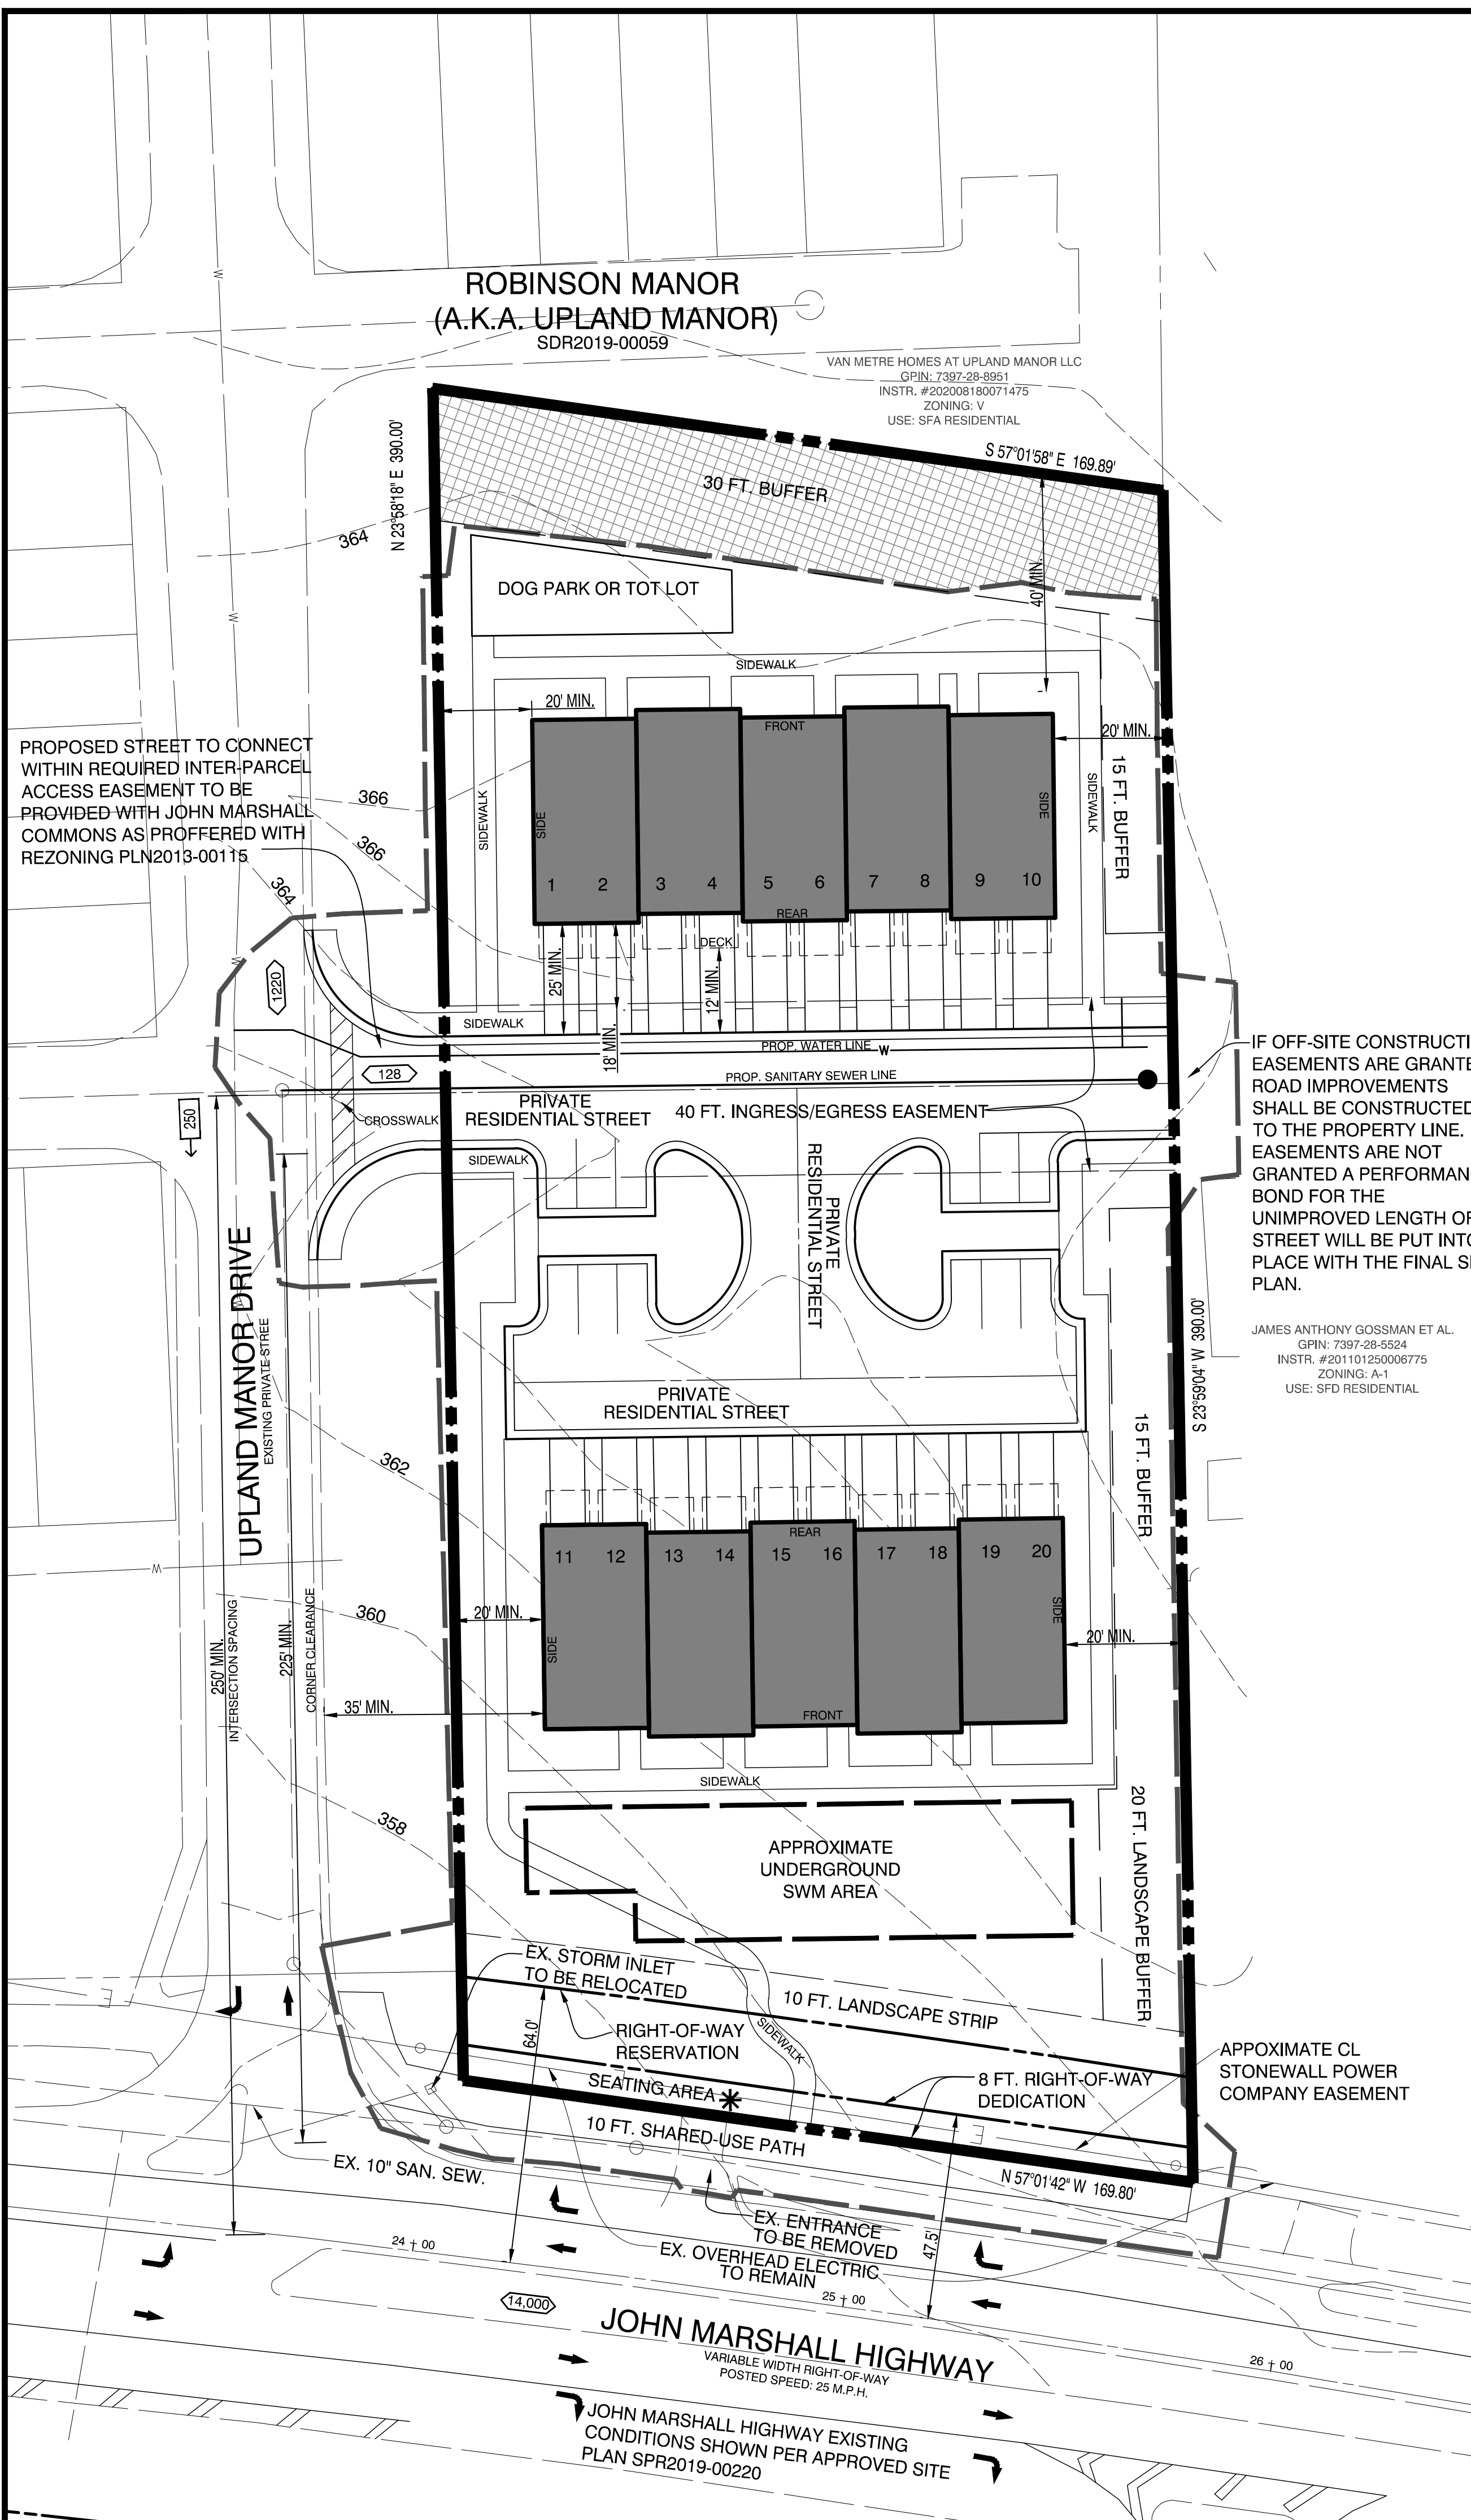 ROBINSON MANOR
(A.K.A. UPLAND MANOR)
SDR2019-00059
VAN METRE HOMES AT UPLAND MANOR LLC
GPIN: 7397-28-8951
INSTR. #202008180071475
ZONING: V
USE: SFA RESIDENTIAL
N 23°58'18" E 390.00'
S 57°01'58" E 169.89'
30 FT. BUFFER
364
40' MIN.
DOG PARK OR TOT LOT
SIDEWALK
20' MIN.
FRONT
20' MIN.
PROPOSED STREET TO CONNECT
WITHIN REQUIRED INTER-PARCEL
ACCESS EASEMENT TO BE
PROVIDED WITH JOHN MARSHALL
COMMONS AS PROFFERED WITH
REZONING PLN2013-00115
366
366
364
SIDEWALK
SIDE
SIDE
SIDEWALK
15 FT. BUFFER
1 2 3 4 5 6 7 8 9 10
REAR
DECK
25' MIN.
18' MIN.
12' MIN.
1220
SIDEWALK
PROP. WATER LINE W
128
PROP. SANITARY SEWER LINE
250
CROSSWALK
PRIVATE
RESIDENTIAL STREET
40 FT. INGRESS/EGRESS EASEMENT
SIDEWALK
PRIVATE
RESIDENTIAL STREET
IF OFF-SITE CONSTRUCTI
EASEMENTS ARE GRANTE
ROAD IMPROVEMENTS
SHALL BE CONSTRUCTED
TO THE PROPERTY LINE.
EASEMENTS ARE NOT
GRANTED A PERFORMAN
BOND FOR THE
UNIMPROVED LENGTH OF
STREET WILL BE PUT INTO
PLACE WITH THE FINAL SI
PLAN.
JAMES ANTHONY GOSSMAN ET AL.
GPIN: 7397-28-5524
INSTR. #201101250006775
ZONING: A-1
USE: SFD RESIDENTIAL
S 23°59'04" W 390.00'
UPLAND MANOR DRIVE
EXISTING PRIVATE STREE
PRIVATE
RESIDENTIAL STREET
362
15 FT. BUFFER
REAR
11 12 13 14 15 16 17 18 19 20
360
20' MIN.
SIDE
SIDE
20' MIN.
250' MIN.
INTERSECTION SPACING
225' MIN.
CORNER CLEARANCE
35' MIN.
FRONT
SIDEWALK
358
APPROXIMATE
UNDERGROUND
SWM AREA
20 FT. LANDSCAPE BUFFER
EX. STORM INLET
TO BE RELOCATED
10 FT. LANDSCAPE STRIP
64.0'
RIGHT-OF-WAY
RESERVATION
SIDEWALK
SEATING AREA
8 FT. RIGHT-OF-WAY
DEDICATION
APPOXIMATE CL
STONEWALL POWER
COMPANY EASEMENT
10 FT. SHARED-USE PATH
EX. 10" SAN. SEW.
N 57°01'42" W 169.80'
EX. ENTRANCE
TO BE REMOVED
47.5'
EX. OVERHEAD ELECTRIC
TO REMAIN
24 + 00
25 + 00
26 + 00
14,000
JOHN MARSHALL HIGHWAY
VARIABLE WIDTH RIGHT-OF-WAY
POSTED SPEED: 25 M.P.H.
JOHN MARSHALL HIGHWAY EXISTING
CONDITIONS SHOWN PER APPROVED SITE
PLAN SPR2019-00220